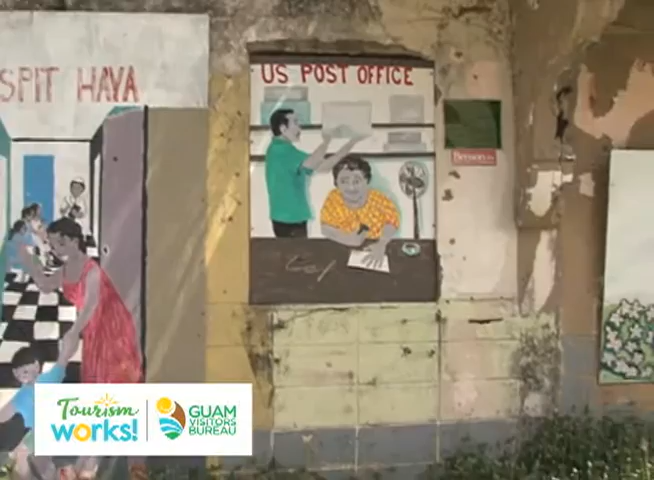 SPIT HAYA
US POST OFFICE
Tourism
works!
GUAM
VISITORS
BUREAU